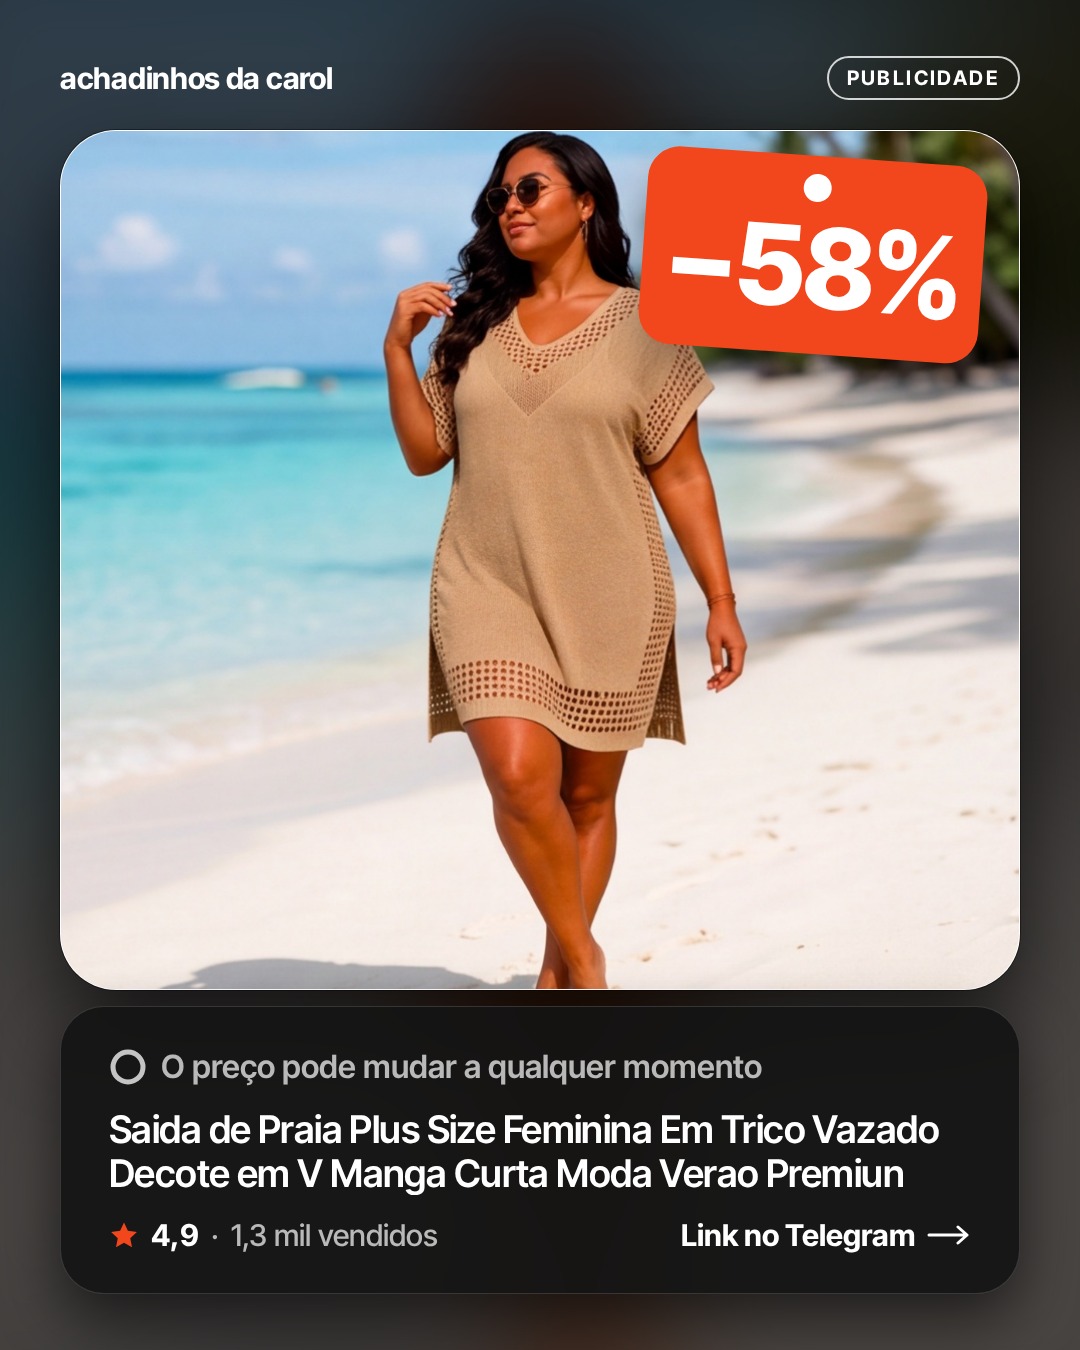 achadinhos da carol
PUBLICIDADE
−58%
O preço pode mudar a qualquer momento
Saida de Praia Plus Size Feminina Em Trico Vazado
Decote em V Manga Curta Moda Verao Premiun
4,9 · 1,3 mil vendidos
Link no Telegram →